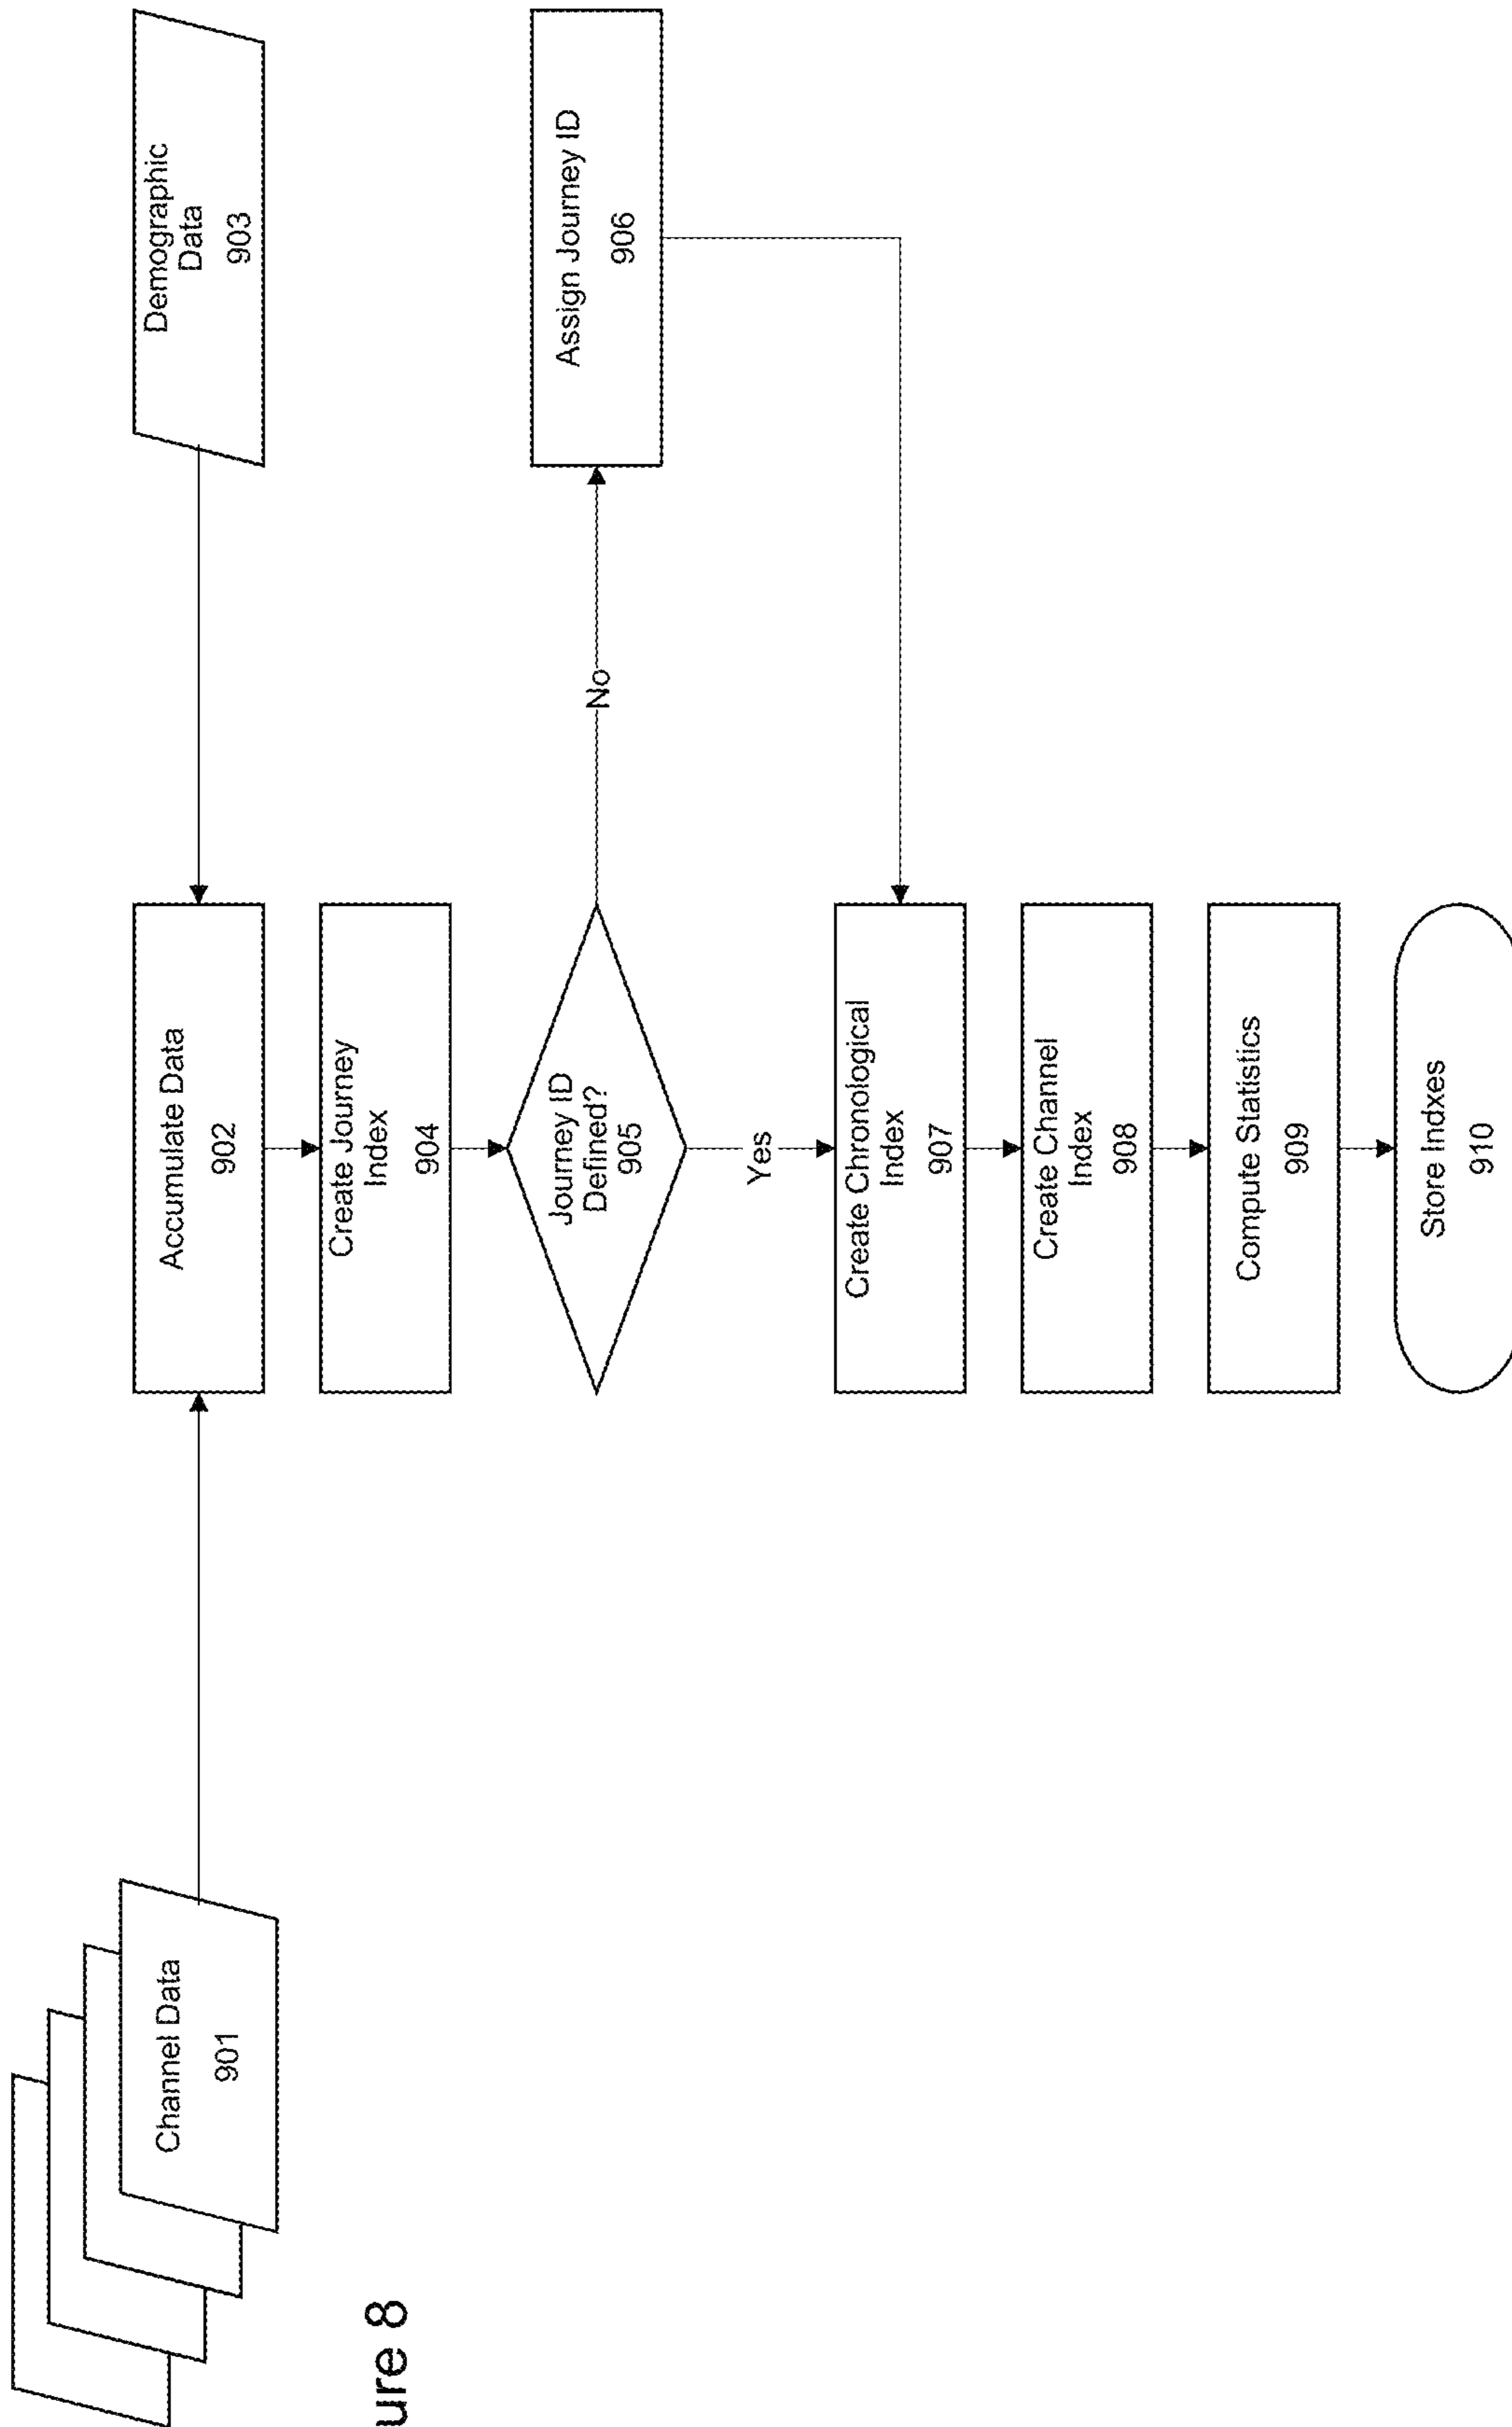 Channel Data
901
Accumulate Data
902
Demographic
Data
903
Create Journey
Index
904
Journey ID
Defined?
905
No
Assign Journey ID
906
Yes
Create Chronological
Index
907
Create Channel
Index
908
Compute Statistics
909
Store Indxes
910
ure 8